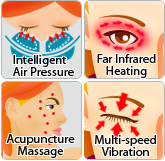 Intelligent
Air Pressure
Far Infrared
Heating
Acupuncture
Massage
Multi-speed
Vibration